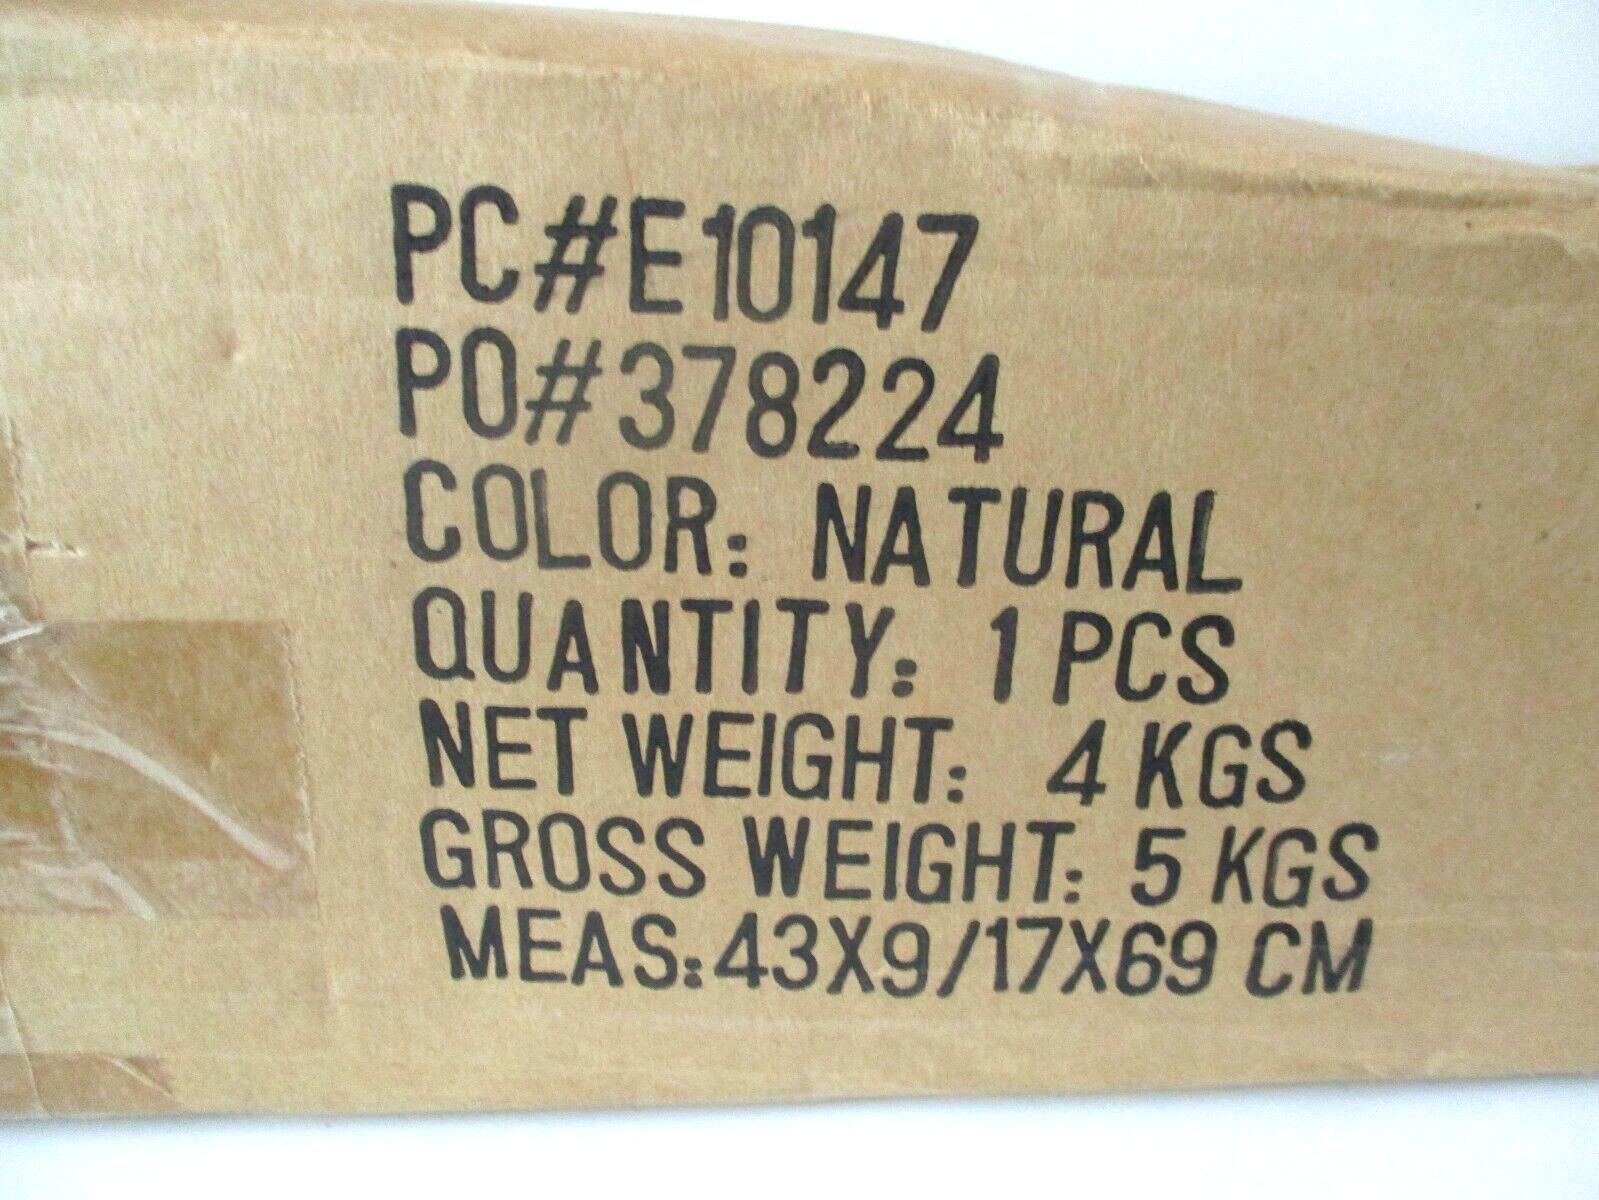 PC#E10147
PO#378224
COLOR: NATURAL
QUANTITY: 1 PCS
NET WEIGHT: 4 KGS
GROSS WEIGHT: 5 KGS
MEAS:43X9/17X69 CM